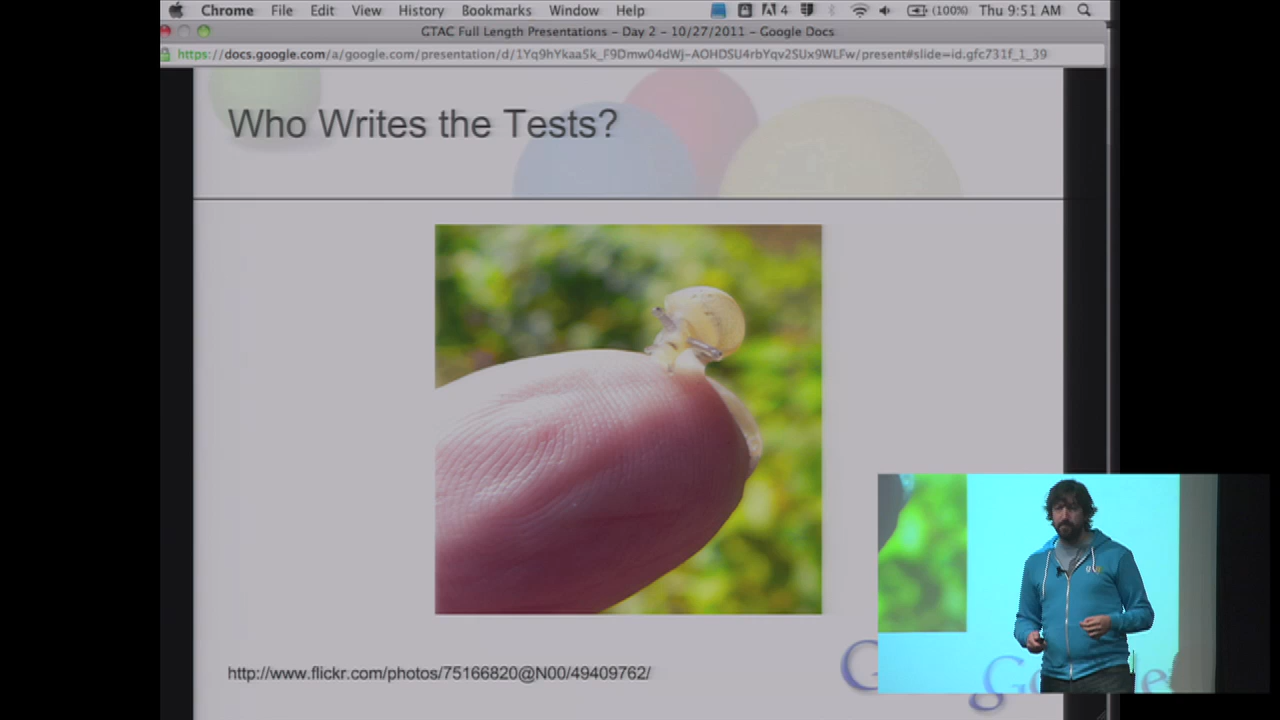 Chrome File Edit View History Bookmarks Window Help 4 (100%) Thu 9:51 AM
GTAC Full Length Presentations – Day 2 – 10/27/2011 – Google Docs
https://docs.google.com/a/google.com/presentation/d/1Yq9hYkaa5k_F9Dmw04dWj-AOHDSU4rbYqv2SUx9WLFw/present#slide=id.gfc731f_1_39
Who Writes the Tests?
http://www.flickr.com/photos/75166820@N00/49409762/